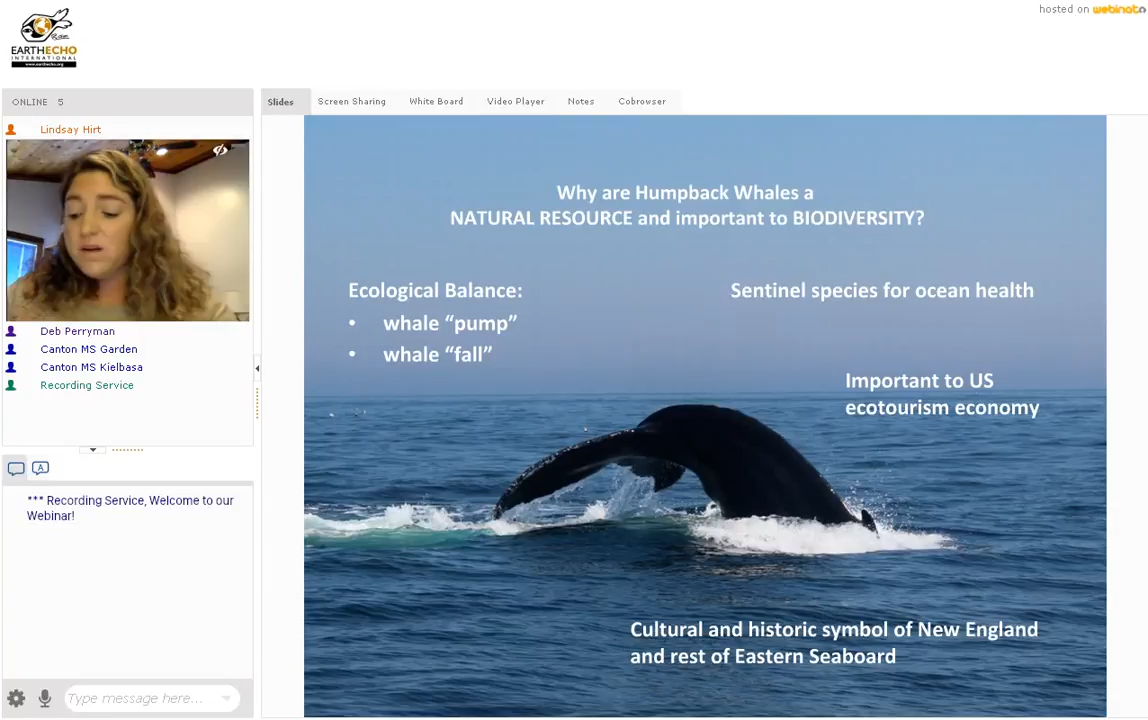 hosted on webinato
EARTHECHO
INTERNATIONAL
www.earthecho.org
ONLINE 5
Slides
Screen Sharing
White Board
Video Player
Notes
Cobrowser
Lindsay Hirt
Deb Perryman
Canton MS Garden
Canton MS Kielbasa
Recording Service
*** Recording Service, Welcome to our
Webinar!
Type message here...
Why are Humpback Whales a
NATURAL RESOURCE and important to BIODIVERSITY?
Ecological Balance:
• whale “pump”
• whale “fall”
Sentinel species for ocean health
Important to US
ecotourism economy
Cultural and historic symbol of New England
and rest of Eastern Seaboard